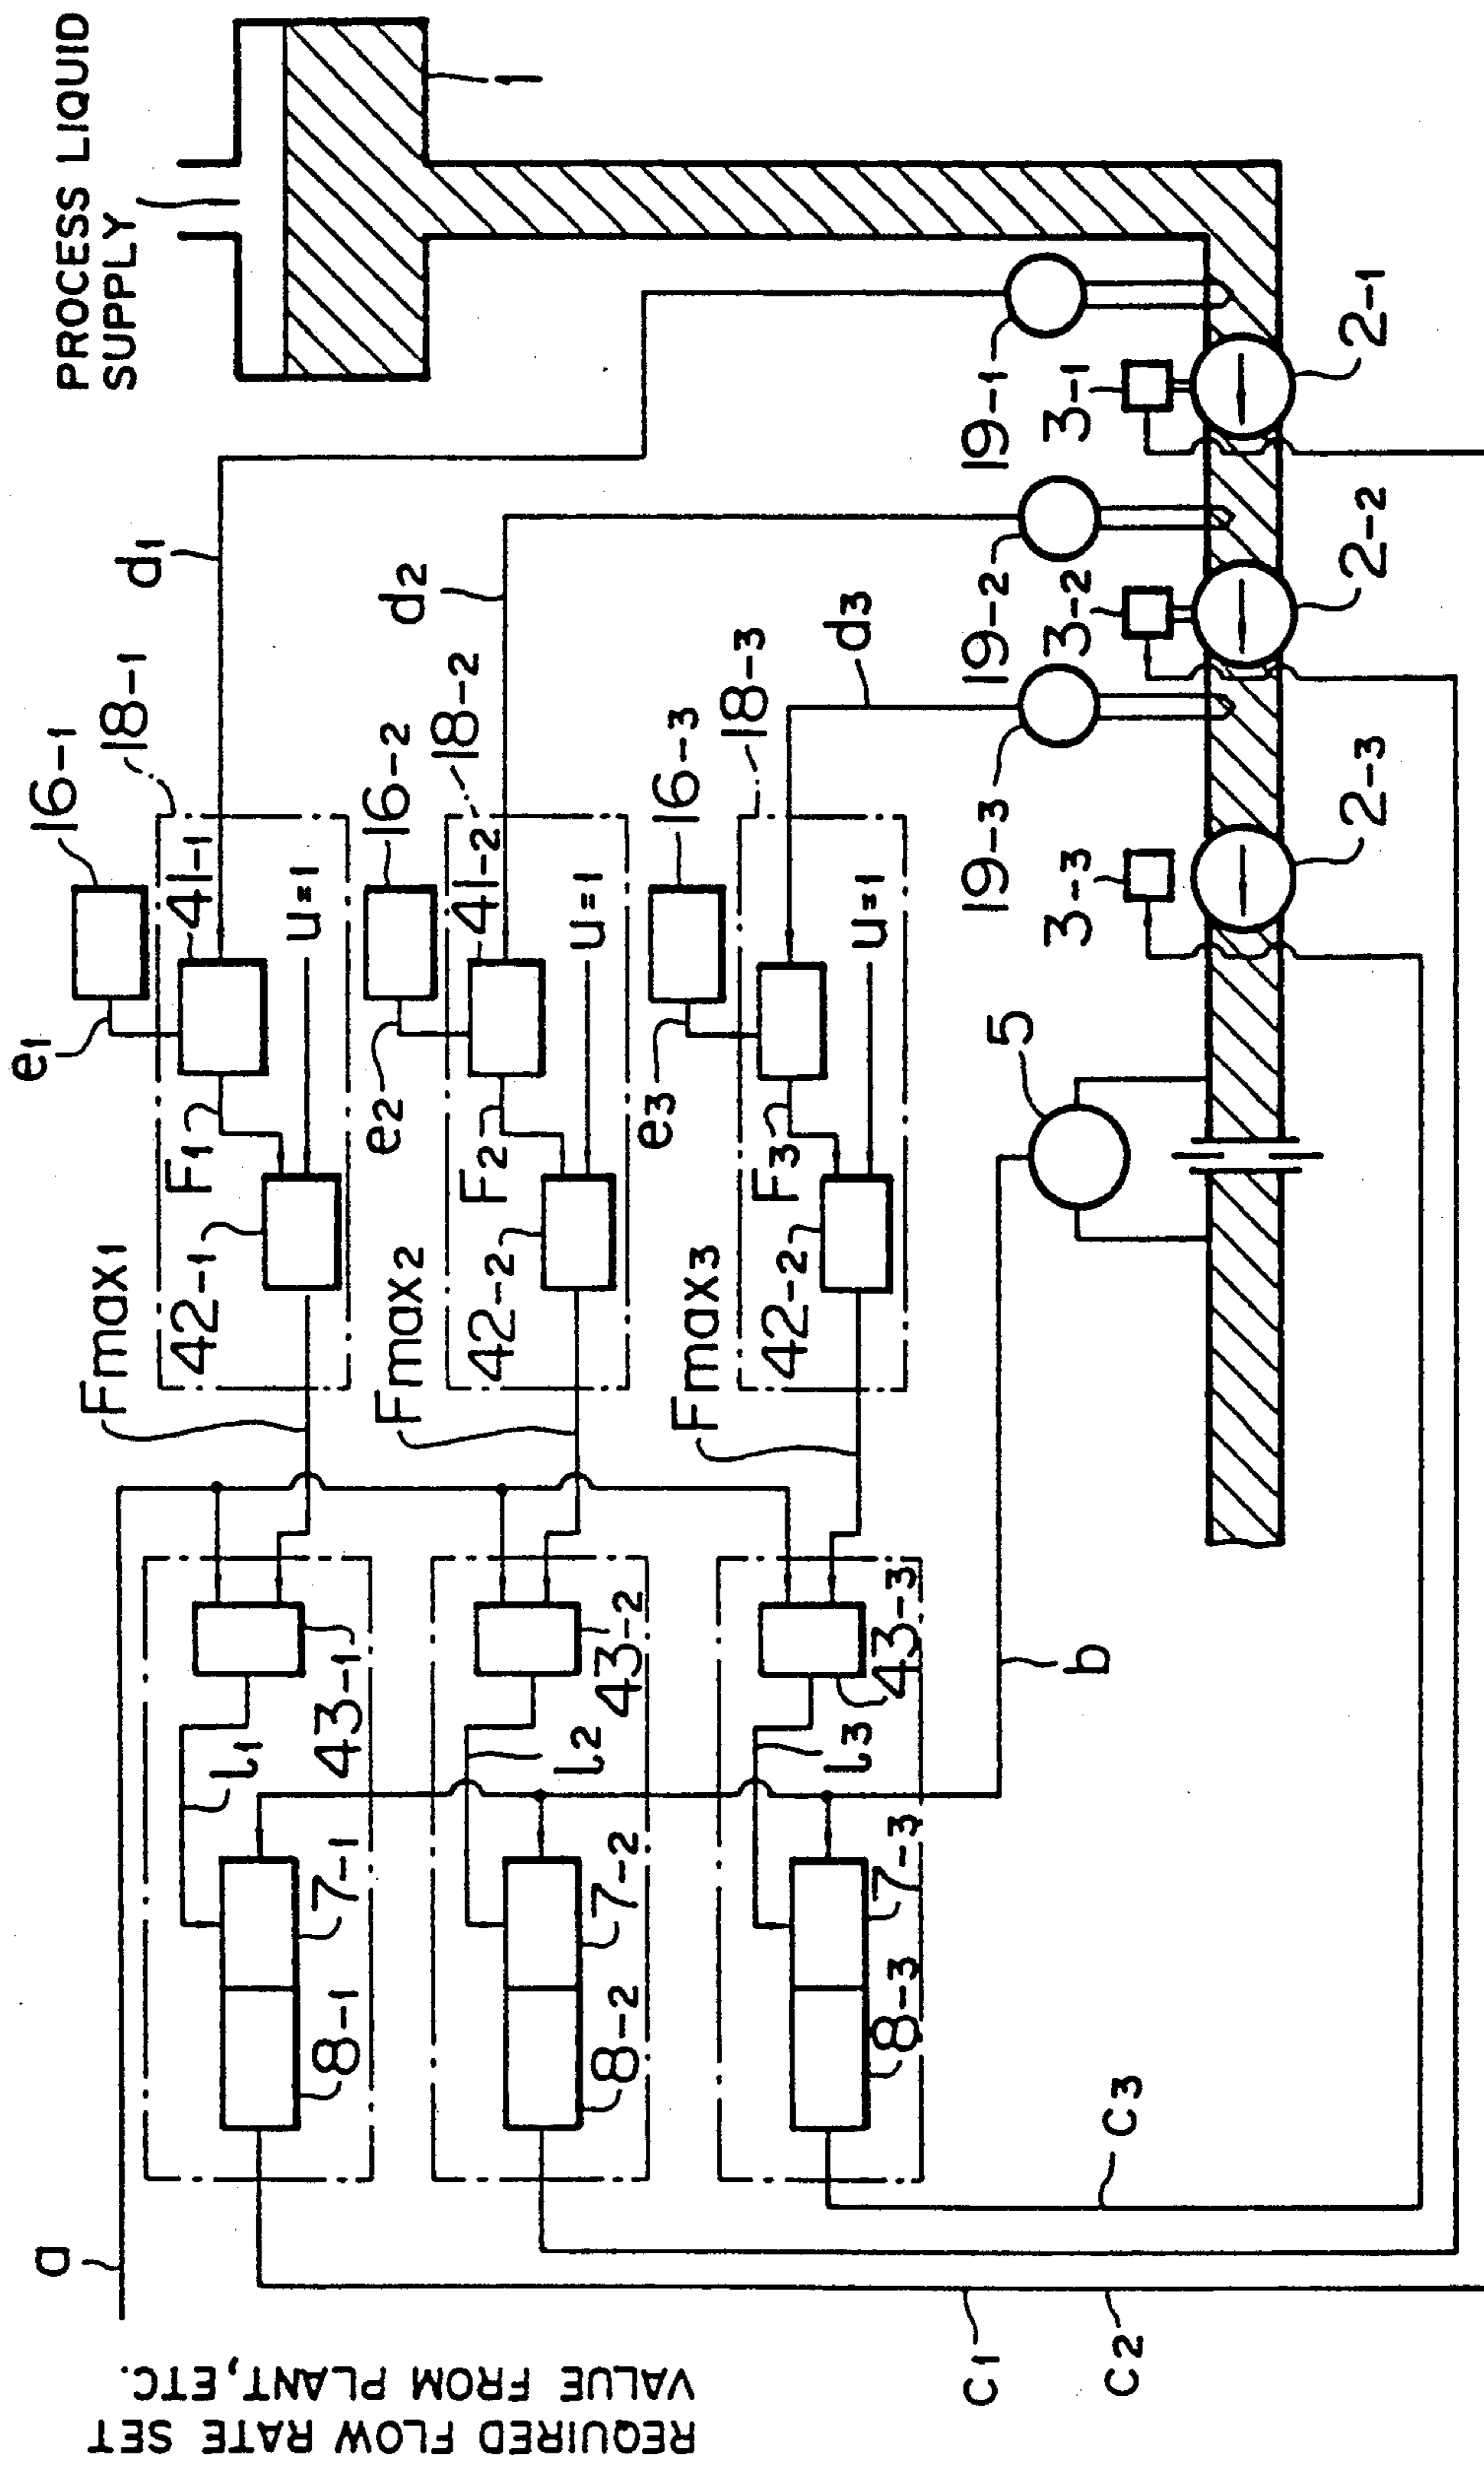 PROCESS LIQUID
SUPPLY
1
16-1
18-1
d1
e1
41-1
u=1
F1
42-1
Fmax1
16-2
18-2
d2
e2
41-2
u=1
F2
42-2
Fmax2
16-3
18-3
d3
e3
u=1
F3
42-2
Fmax3
19-1
3-1
2-1
19-2
3-2
2-2
19-3
3-3
2-3
5
43-1
l1
7-1
8-1
43-2
l2
7-2
8-2
43-3
l3
7-3
8-3
b
a
c1
c2
c3
REQUIRED FLOW RATE SET
VALUE FROM PLANT, ETC.